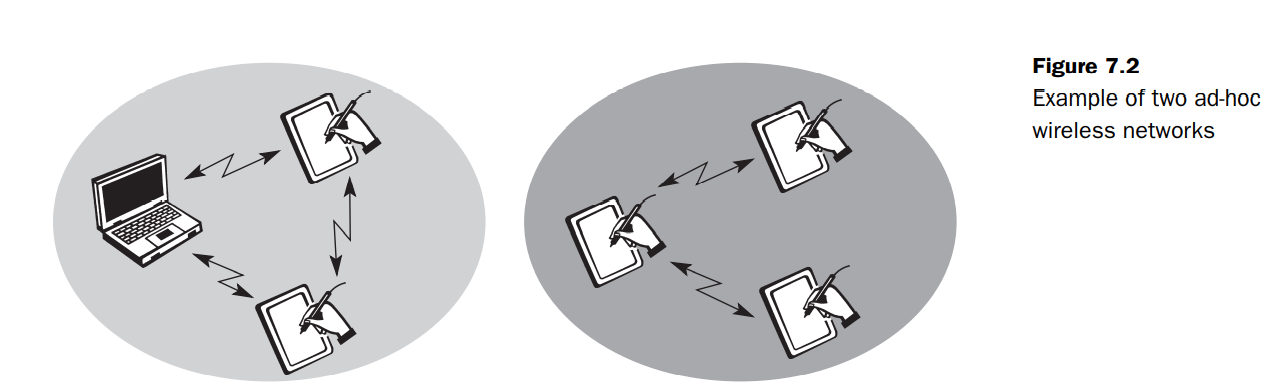 Figure 7.2
Example of two ad-hoc
wireless networks